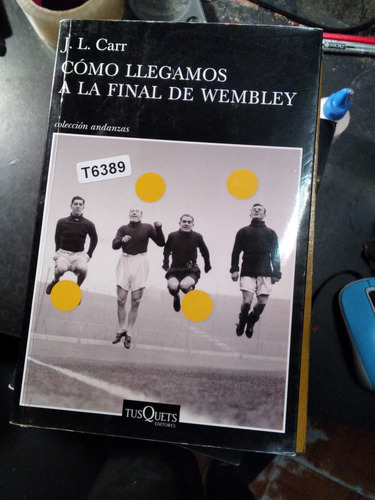 J. L. Carr
CÓMO LLEGAMOS
A LA FINAL DE WEMBLEY
colección andanzas
T6389
TUSQUETS
EDITORES